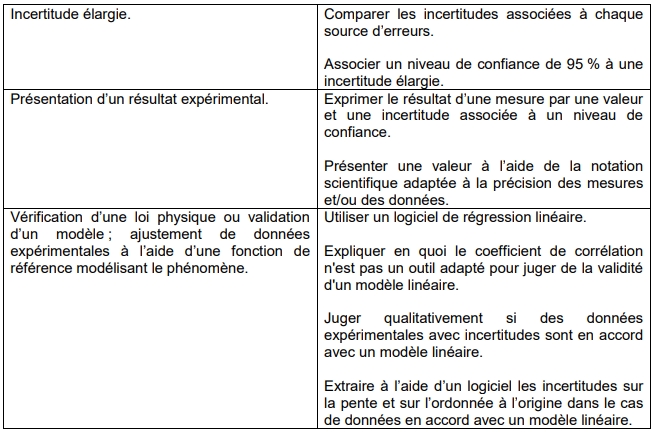 Incertitude élargie.
Comparer les incertitudes associées à chaque
source d'erreurs.
Associer un niveau de confiance de 95 % à une
incertitude élargie.
Présentation d'un résultat expérimental.
Exprimer le résultat d'une mesure par une valeur
et une incertitude associée à un niveau de
confiance.
Présenter une valeur à l'aide de la notation
scientifique adaptée à la précision des mesures
et/ou des données.
Vérification d'une loi physique ou validation
d'un modèle ; ajustement de données
expérimentales à l'aide d'une fonction de
référence modélisant le phénomène.
Utiliser un logiciel de régression linéaire.
Expliquer en quoi le coefficient de corrélation
n'est pas un outil adapté pour juger de la validité
d'un modèle linéaire.
Juger qualitativement si des données
expérimentales avec incertitudes sont en accord
avec un modèle linéaire.
Extraire à l'aide d'un logiciel les incertitudes sur
la pente et sur l'ordonnée à l'origine dans le cas
de données en accord avec un modèle linéaire.